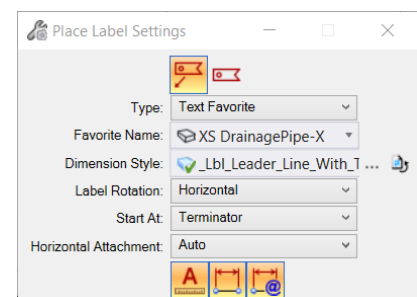 Place Label Settings
Type: Text Favorite
Favorite Name: XS DrainagePipe-X
Dimension Style: _Lbl_Leader_Line_With_T ...
Label Rotation: Horizontal
Start At: Terminator
Horizontal Attachment: Auto
A @